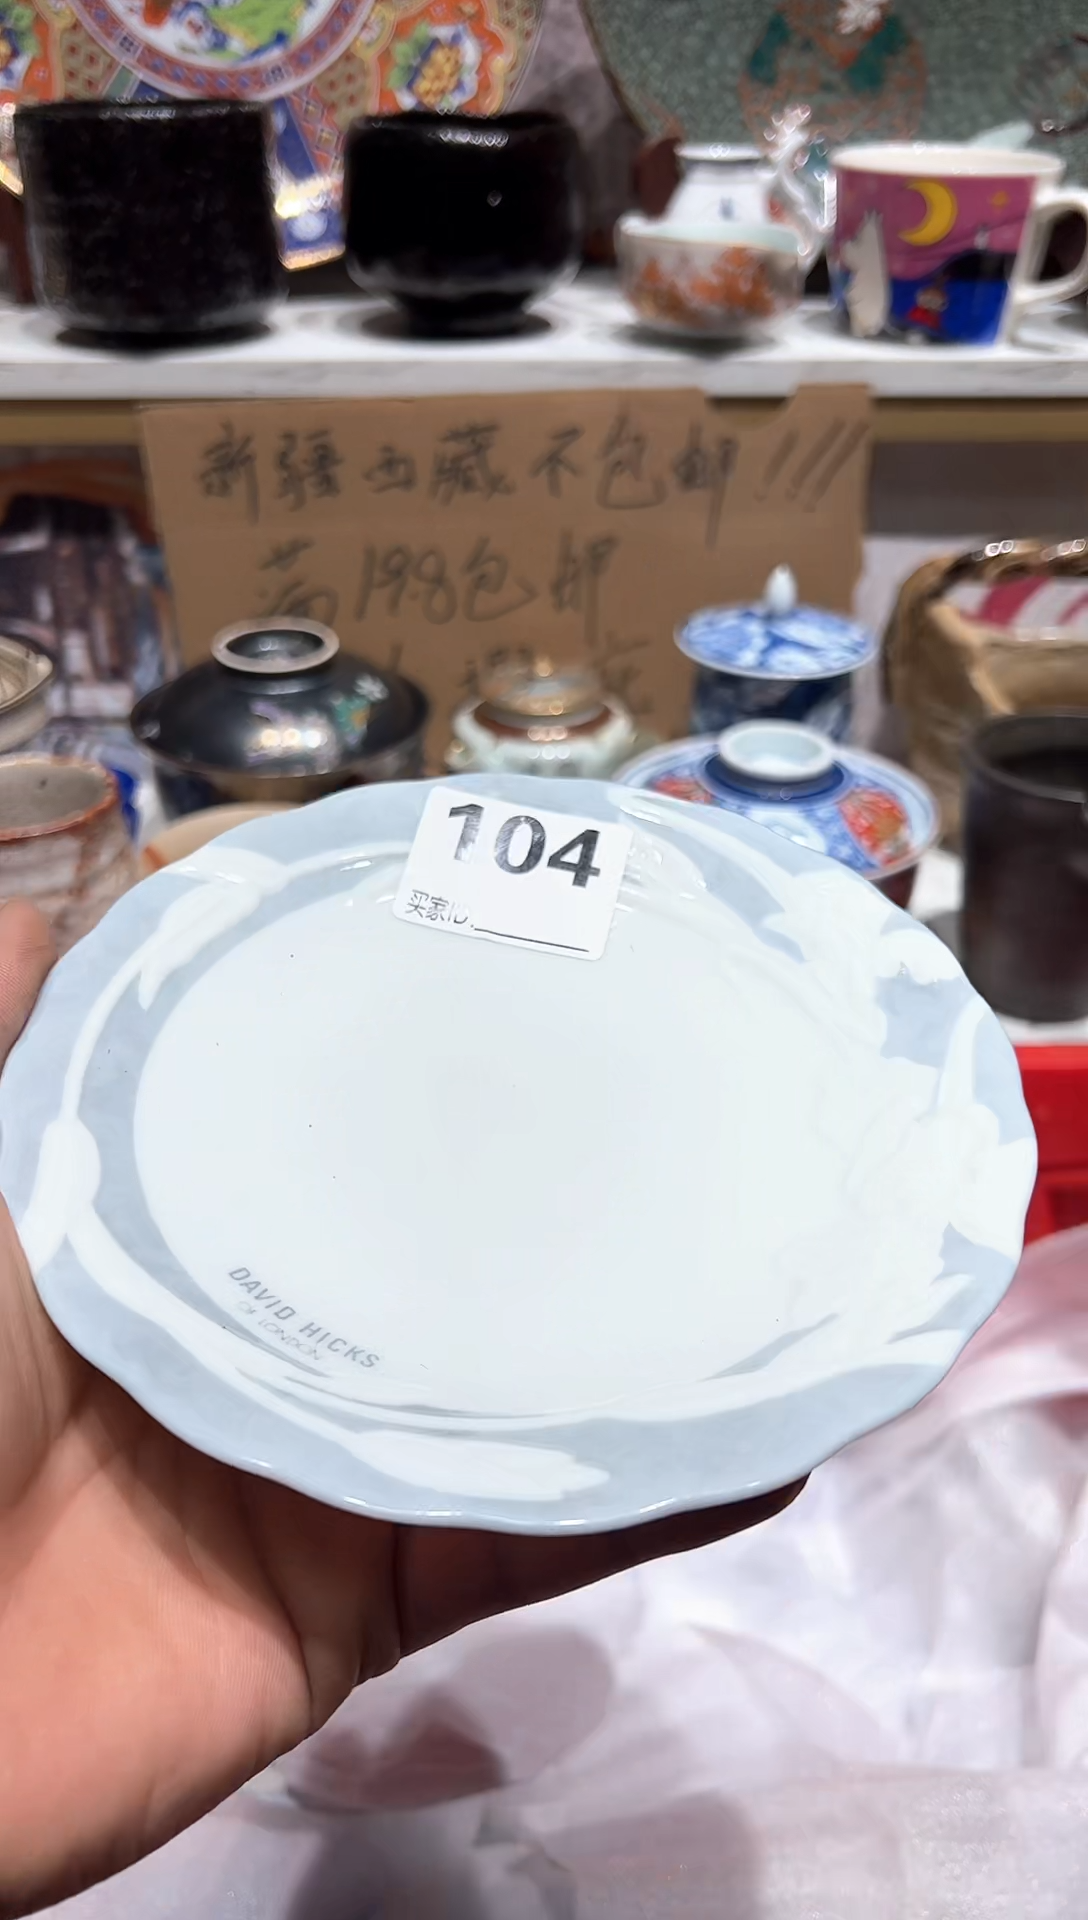 新疆西藏不包邮!!!
满198包邮
104
买家ID:
DAVID HICKS
OF LONDON